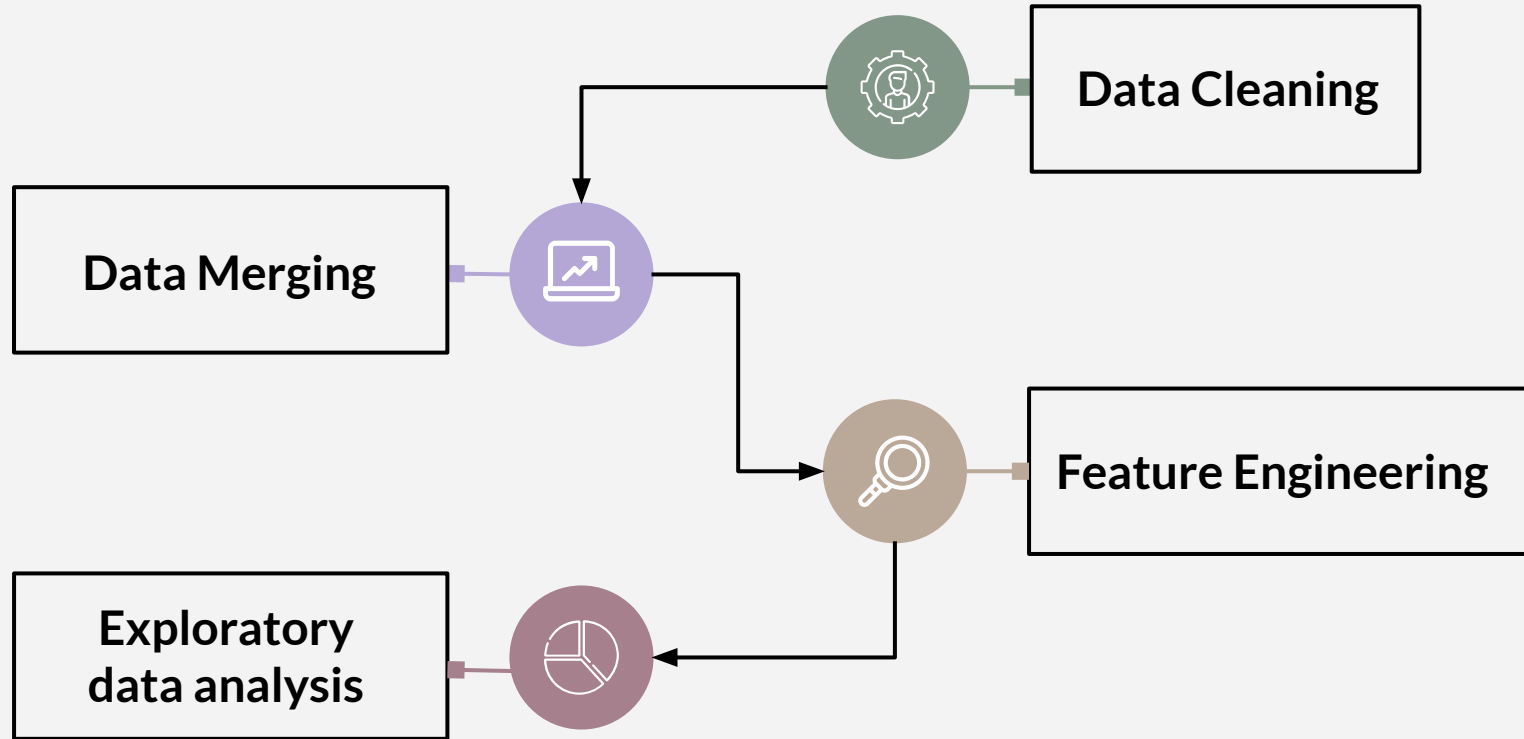 Data Cleaning
Data Merging
Feature Engineering
Exploratory
data analysis